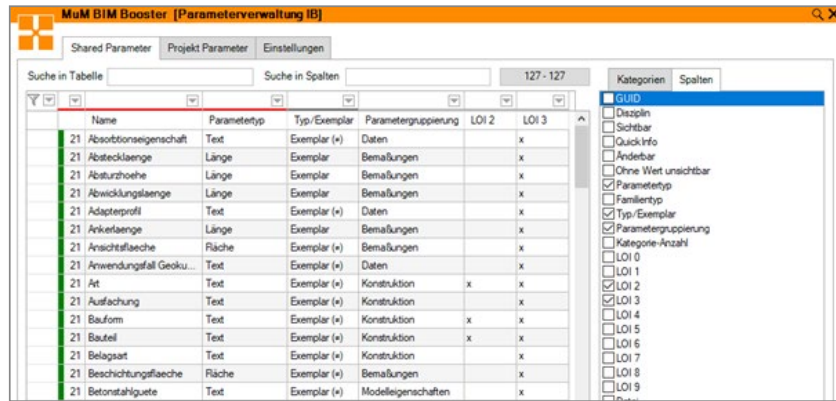 MuM BIM Booster [Parameterverwaltung IB]
Shared Parameter Projekt Parameter Einstellungen
Suche in Tabelle Suche in Spalten 127 - 127
Name Parametertyp Typ/Exemplar Parametergruppierung LOI 2 LOI 3
21 Absorbtionseigenschaft Text Exemplar (*) Daten x
21 Abstecklaenge Länge Exemplar Bemaßungen x
21 Absturzhoehe Länge Exemplar Bemaßungen x
21 Abwicklungslaenge Länge Exemplar Bemaßungen x
21 Adapterprofil Text Exemplar (*) Daten x
21 Ankerlaenge Länge Exemplar Bemaßungen x
21 Ansichtsflaeche Fläche Exemplar (*) Bemaßungen x
21 Anwendungsfall Geoku... Text Exemplar (*) Daten x
21 Art Text Exemplar (*) Konstruktion x x
21 Ausfachung Text Exemplar (*) Konstruktion x
21 Bauform Text Exemplar (*) Konstruktion x x
21 Bauteil Text Exemplar (*) Konstruktion x x
21 Belagsart Text Exemplar (*) Konstruktion x
21 Beschichtungsflaeche Fläche Exemplar (*) Bemaßungen x
21 Betonstahlguete Text Exemplar (*) Modelleigenschaften x
Kategorien Spalten
GUID
Disziplin
Sichtbar
QuickInfo
Änderbar
Ohne Wert unsichtbar
Parametertyp
Familientyp
Typ/Exemplar
Parametergruppierung
Kategorie-Anzahl
LOI 0
LOI 1
LOI 2
LOI 3
LOI 4
LOI 5
LOI 6
LOI 7
LOI 8
LOI 9